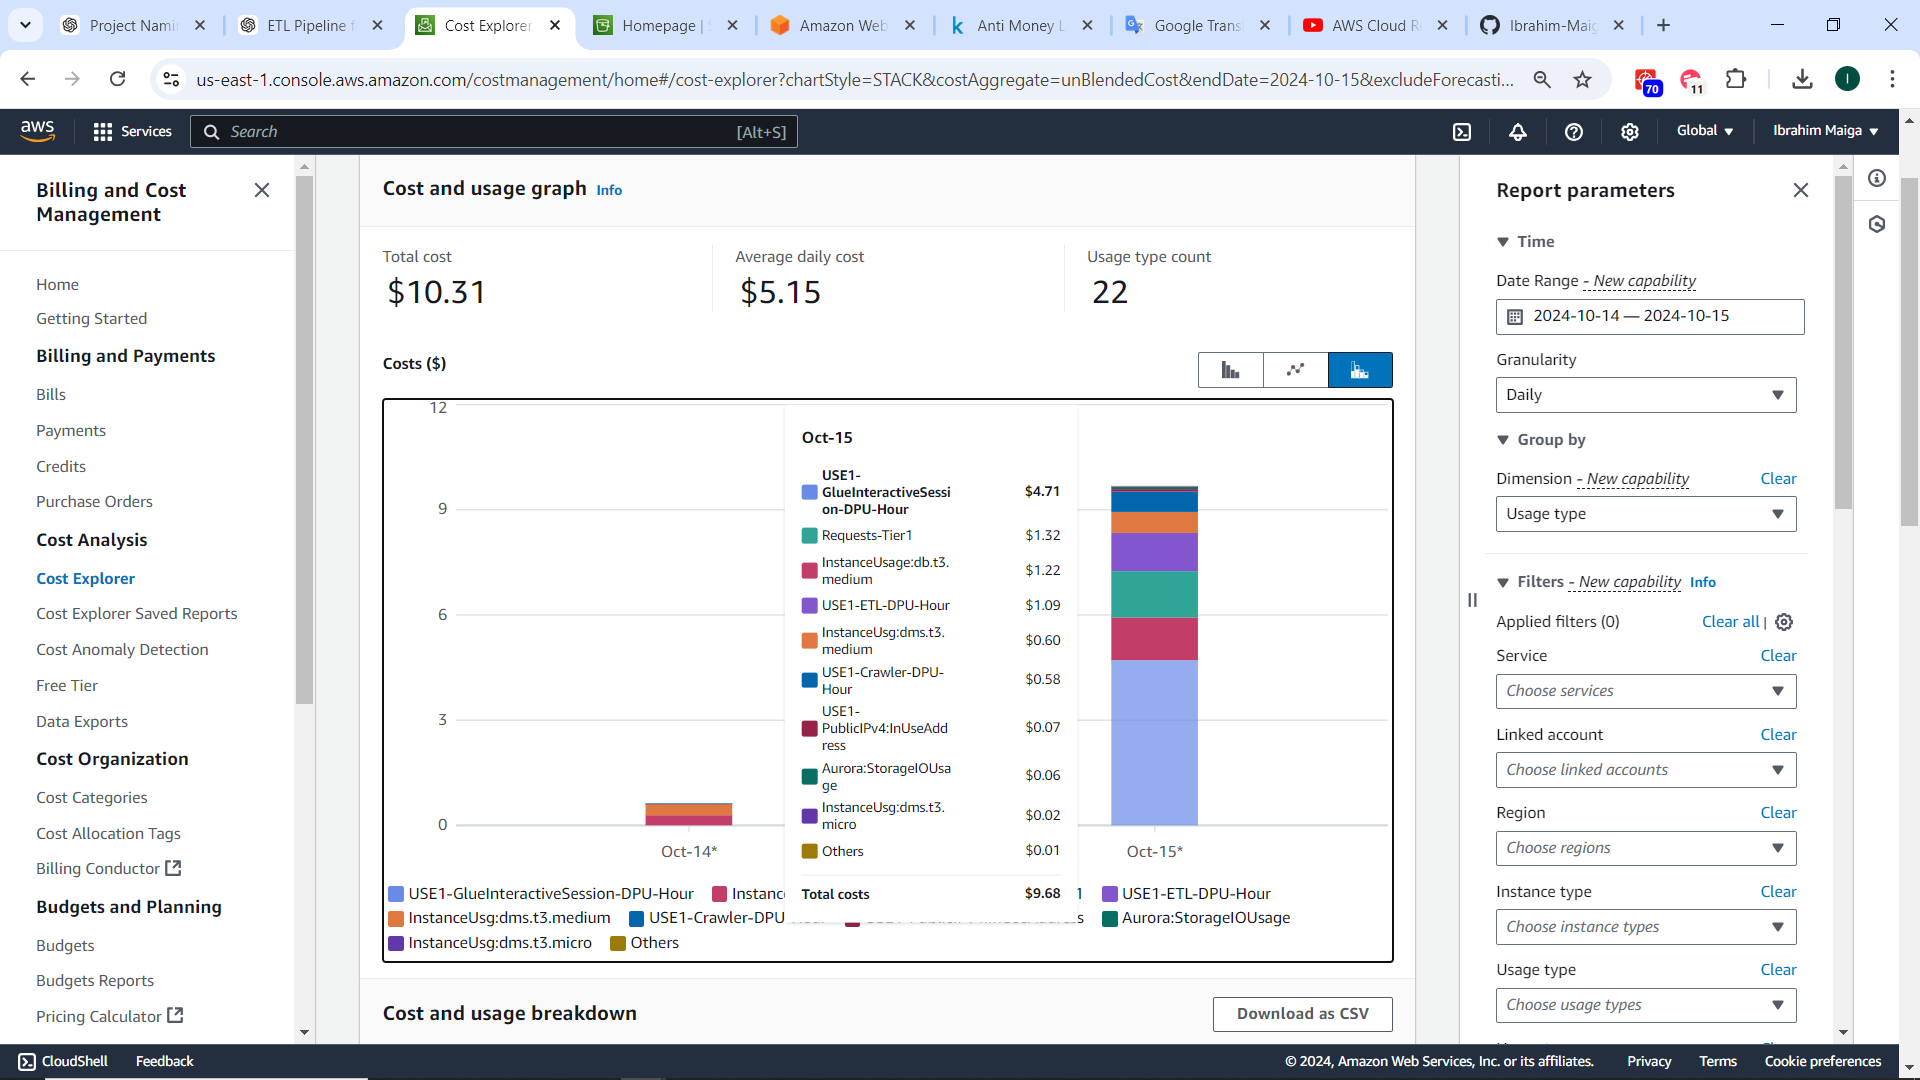 Project Namin
ETL Pipeline f
Cost Explorer
Homepage | S
Amazon Web
Anti Money L
Google Transl
AWS Cloud R
Ibrahim-Maig
us-east-1.console.aws.amazon.com/costmanagement/home#/cost-explorer?chartStyle=STACK&costAggregate=unBlendedCost&endDate=2024-10-15&excludeForecasti...
70
11
I
aws
Services
Search
[Alt+S]
Global
Ibrahim Maiga
Billing and Cost
Management
Home
Getting Started
Billing and Payments
Bills
Payments
Credits
Purchase Orders
Cost Analysis
Cost Explorer
Cost Explorer Saved Reports
Cost Anomaly Detection
Free Tier
Data Exports
Cost Organization
Cost Categories
Cost Allocation Tags
Billing Conductor
Budgets and Planning
Budgets
Budgets Reports
Pricing Calculator
Cost and usage graph Info
Total cost
$10.31
Average daily cost
$5.15
Usage type count
22
Costs ($)
12
9
6
3
0
Oct-14*
Oct-15*
Oct-15
USE1-
GlueInteractiveSessi
on-DPU-Hour
$4.71
Requests-Tier1 $1.32
InstanceUsage:db.t3.
medium
$1.22
USE1-ETL-DPU-Hour $1.09
InstanceUsg:dms.t3.
medium
$0.60
USE1-Crawler-DPU-
Hour
$0.58
USE1-
PublicIPv4:InUseAdd
ress
$0.07
Aurora:StorageIOUsa
ge
$0.06
InstanceUsg:dms.t3.
micro
$0.02
Others $0.01
Total costs $9.68
USE1-GlueInteractiveSession-DPU-Hour Instance 1 USE1-ETL-DPU-Hour
InstanceUsg:dms.t3.medium USE1-Crawler-DPU Aurora:StorageIOUsage
InstanceUsg:dms.t3.micro Others
Cost and usage breakdown
Download as CSV
Report parameters
Time
Date Range - New capability
2024-10-14 — 2024-10-15
Granularity
Daily
Group by
Dimension - New capability Clear
Usage type
Filters - New capability Info
Applied filters (0) Clear all |
Service Clear
Choose services
Linked account Clear
Choose linked accounts
Region Clear
Choose regions
Instance type Clear
Choose instance types
Usage type Clear
Choose usage types
CloudShell
Feedback
© 2024, Amazon Web Services, Inc. or its affiliates.
Privacy
Terms
Cookie preferences